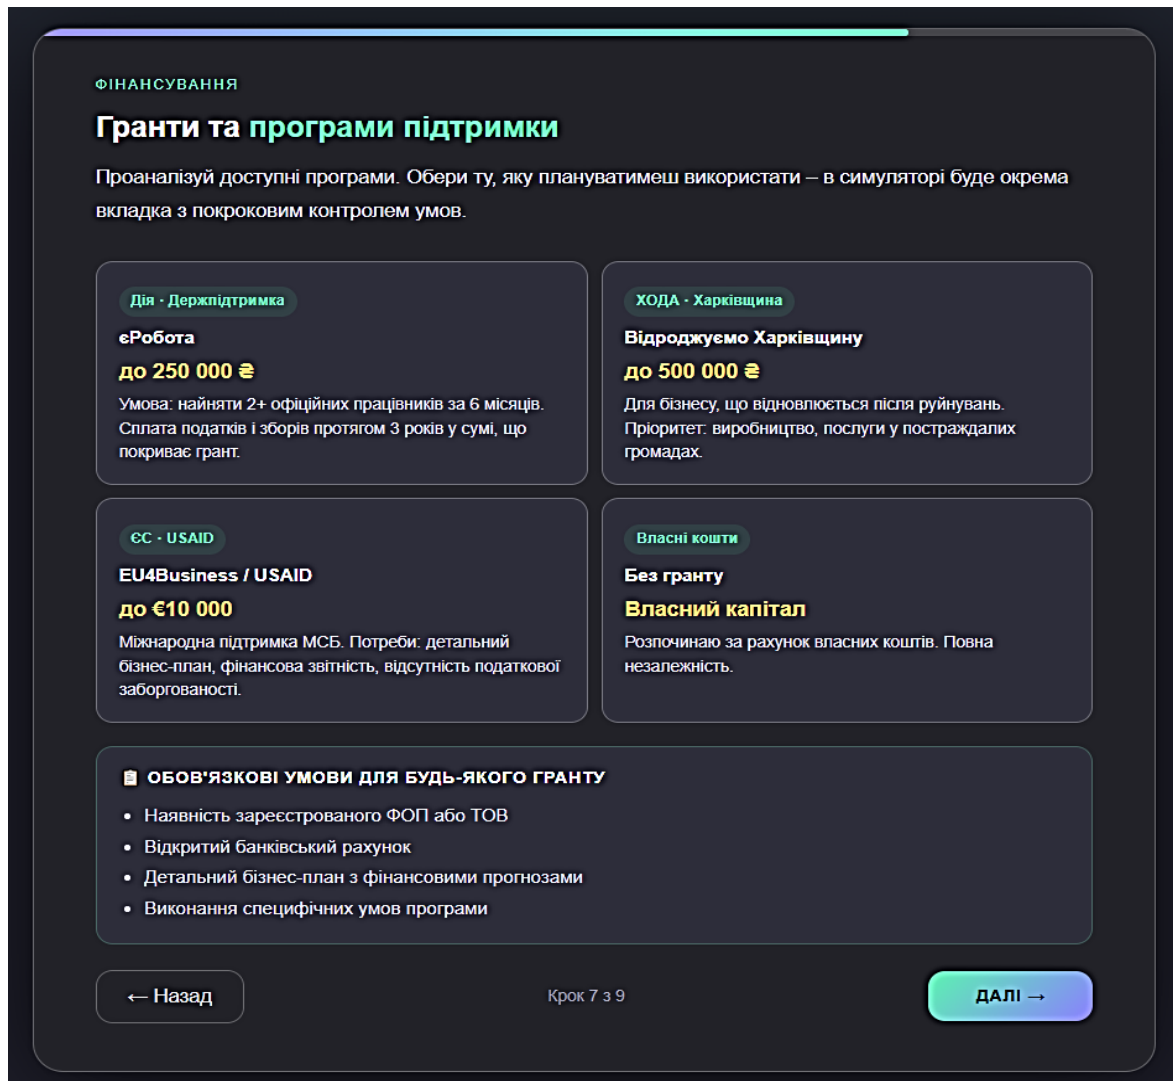 ФІНАНСУВАННЯ
Гранти та програми підтримки
Проаналізуй доступні програми. Обери ту, яку плануватимеш використати – в симуляторі буде окрема
вкладка з покроковим контролем умов.
Дія · Держпідтримка
єРобота
до 250 000 ₴
Умова: найняти 2+ офіційних працівників за 6 місяців.
Сплата податків і зборів протягом 3 років у сумі, що
покриває грант.
ХОДА · Харківщина
Відроджуємо Харківщину
до 500 000 ₴
Для бізнесу, що відновлюється після руйнувань.
Пріоритет: виробництво, послуги у постраждалих
громадах.
ЄС · USAID
EU4Business / USAID
до €10 000
Міжнародна підтримка МСБ. Потреби: детальний
бізнес-план, фінансова звітність, відсутність податкової
заборгованості.
Власні кошти
Без гранту
Власний капітал
Розпочинаю за рахунок власних коштів. Повна
незалежність.
📋 ОБОВ'ЯЗКОВІ УМОВИ ДЛЯ БУДЬ-ЯКОГО ГРАНТУ
• Наявність зареєстрованого ФОП або ТОВ
• Відкритий банківський рахунок
• Детальний бізнес-план з фінансовими прогнозами
• Виконання специфічних умов програми
← Назад
Крок 7 з 9
ДАЛІ →